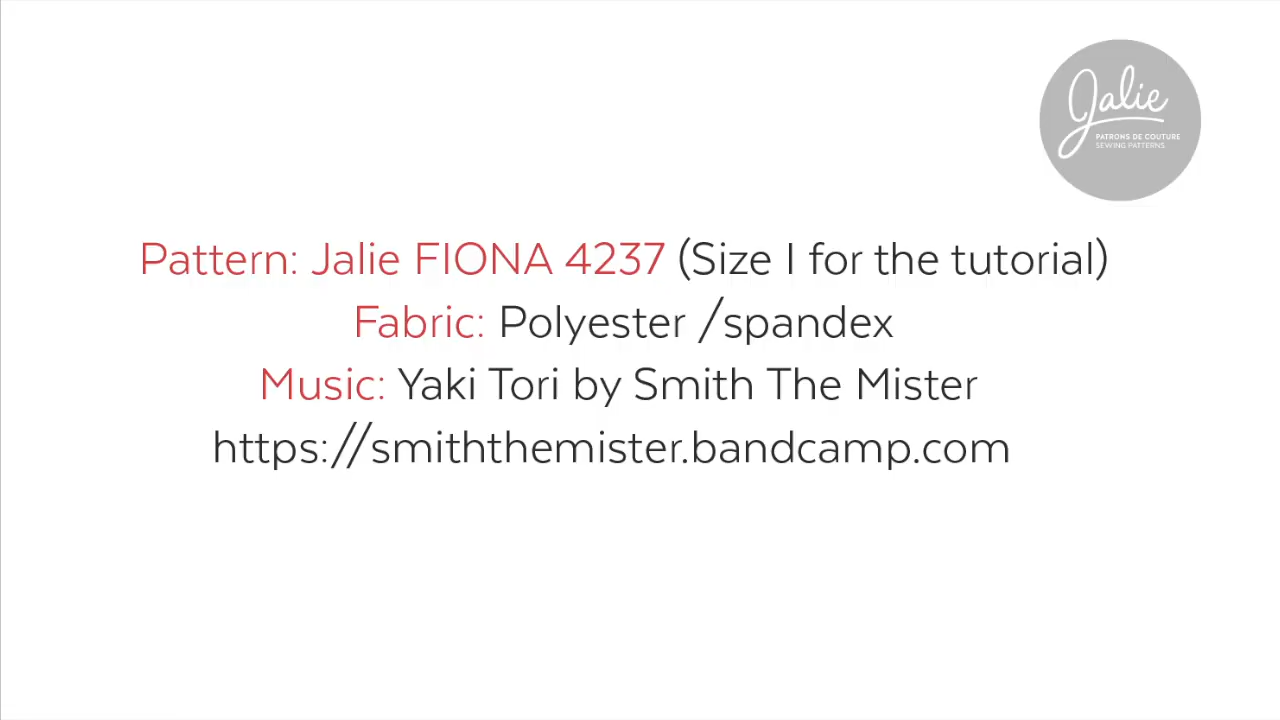 Jalie
PATRONS DE COUTURE
SEWING PATTERNS
Pattern: Jalie FIONA 4237 (Size I for the tutorial)
Fabric: Polyester /spandex
Music: Yaki Tori by Smith The Mister
https://smiththemister.bandcamp.com